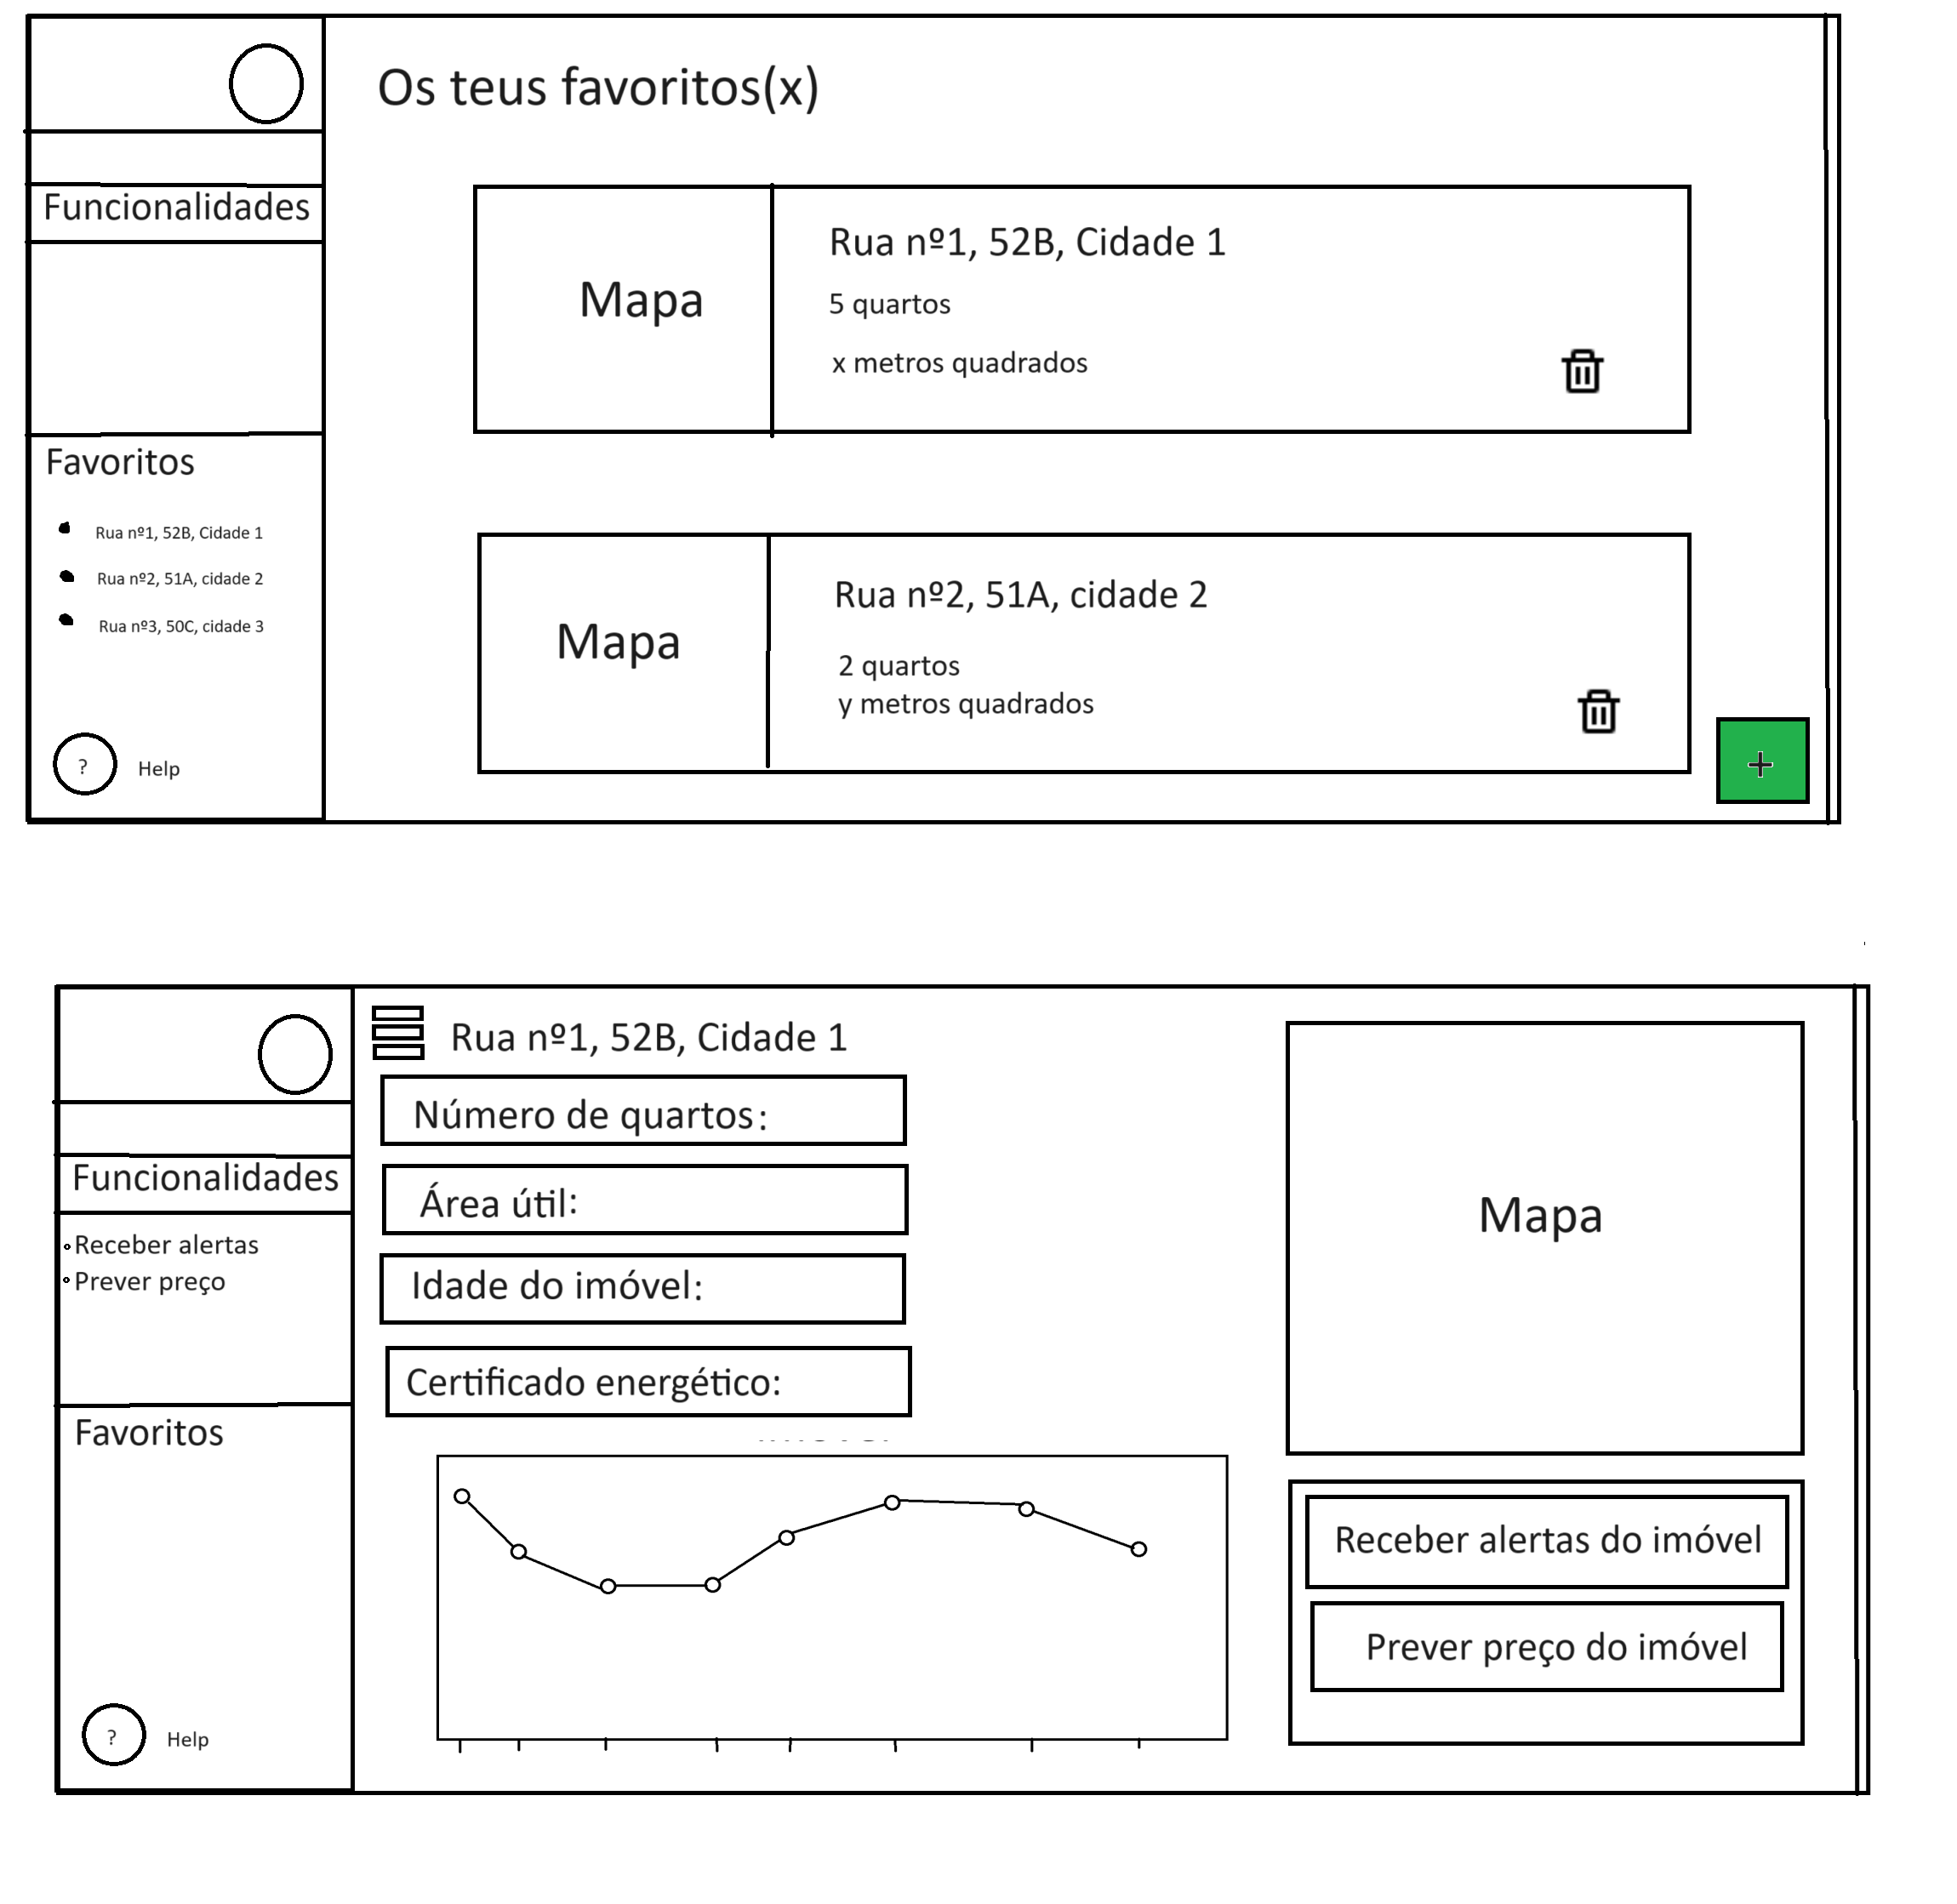 Os teus favoritos(x)
Funcionalidades
Favoritos
Rua nº1, 52B, Cidade 1
Rua nº2, 51A, cidade 2
Rua nº3, 50C, cidade 3
?
Help
Mapa
Rua nº1, 52B, Cidade 1
5 quartos
x metros quadrados
Mapa
Rua nº2, 51A, cidade 2
2 quartos
y metros quadrados
+
Funcionalidades
Receber alertas
Prever preço
Favoritos
?
Help
Rua nº1, 52B, Cidade 1
Número de quartos:
Área útil:
Idade do imóvel:
Certificado energético:
Mapa
Receber alertas do imóvel
Prever preço do imóvel